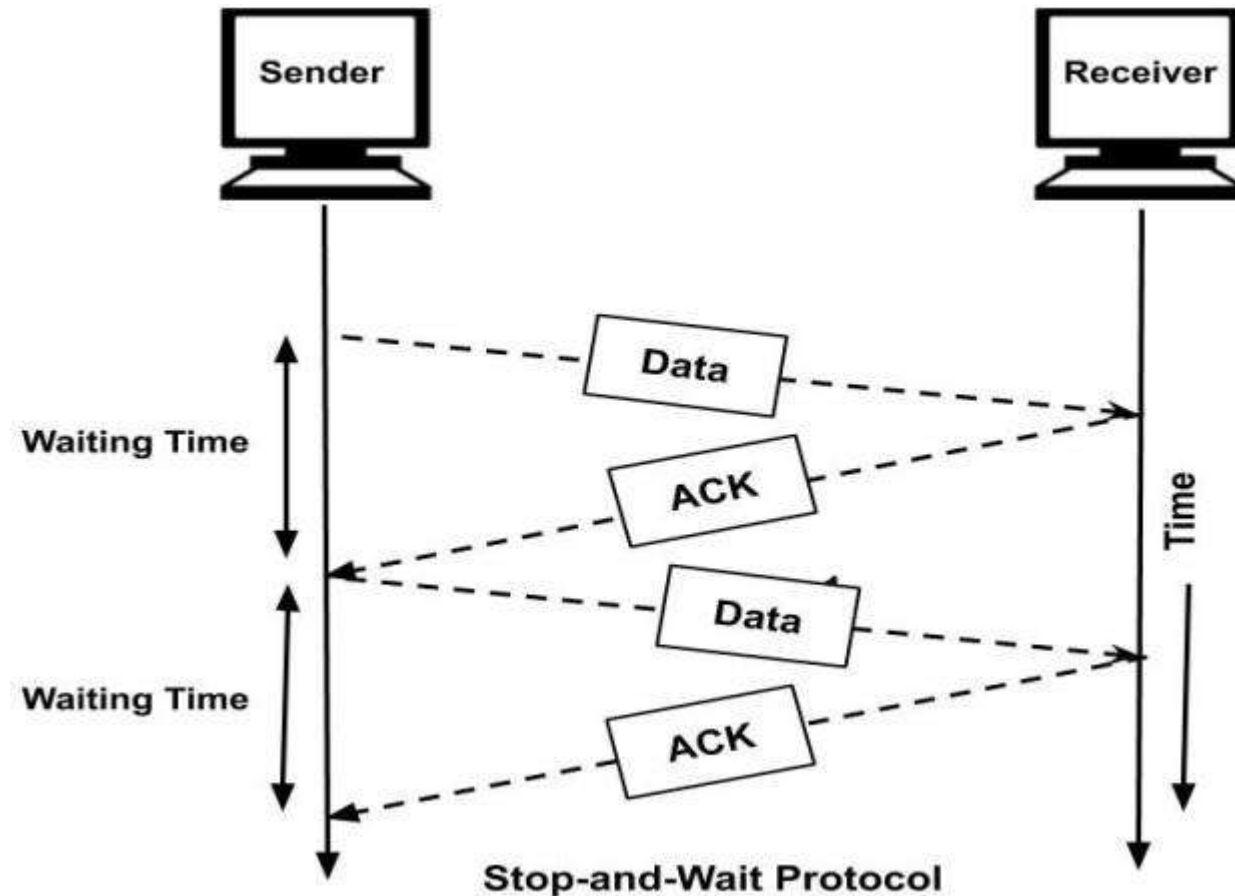 Sender
Receiver
Data
Waiting Time
ACK
Time
Data
Waiting Time
ACK
Stop-and-Wait Protocol